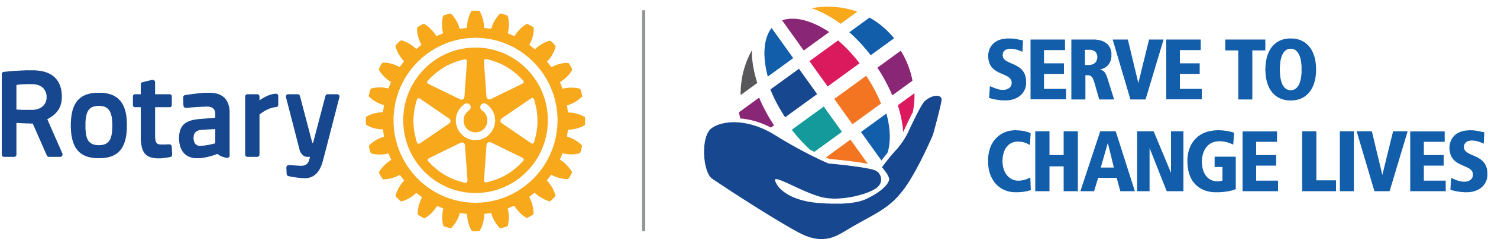 Rotary
SERVE TO
CHANGE LIVES